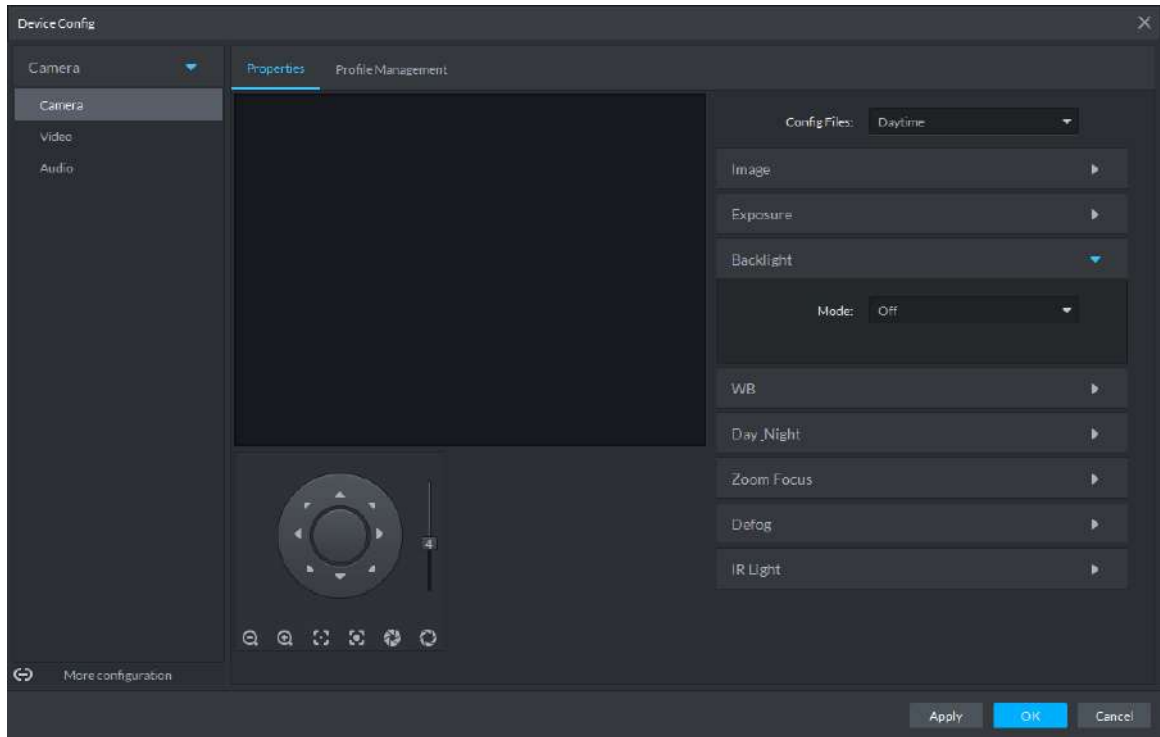 Device Config
Camera
Properties Profile Management
Camera
Video
Audio
Config Files: Daytime
Image
Exposure
Backlight
Mode: Off
WB
Day_Night
Zoom Focus
Defog
IR Light
4
More configuration
Apply OK Cancel